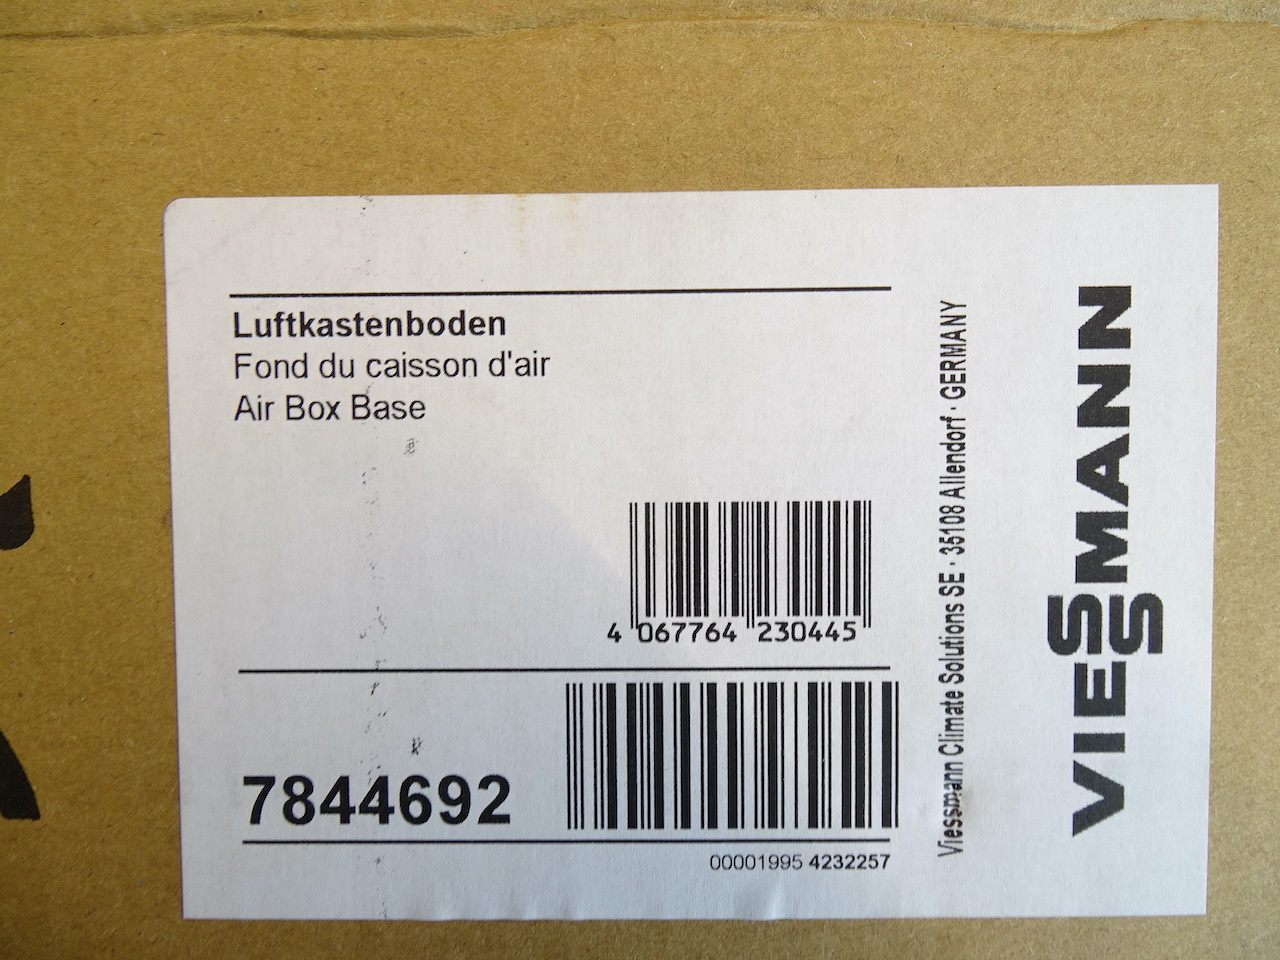 Luftkastenboden
Fond du caisson d'air
Air Box Base
4 067764 230445
7844692
00001995 4232257
Viessmann Climate Solutions SE · 35108 Allendorf · GERMANY
VIESSMANN